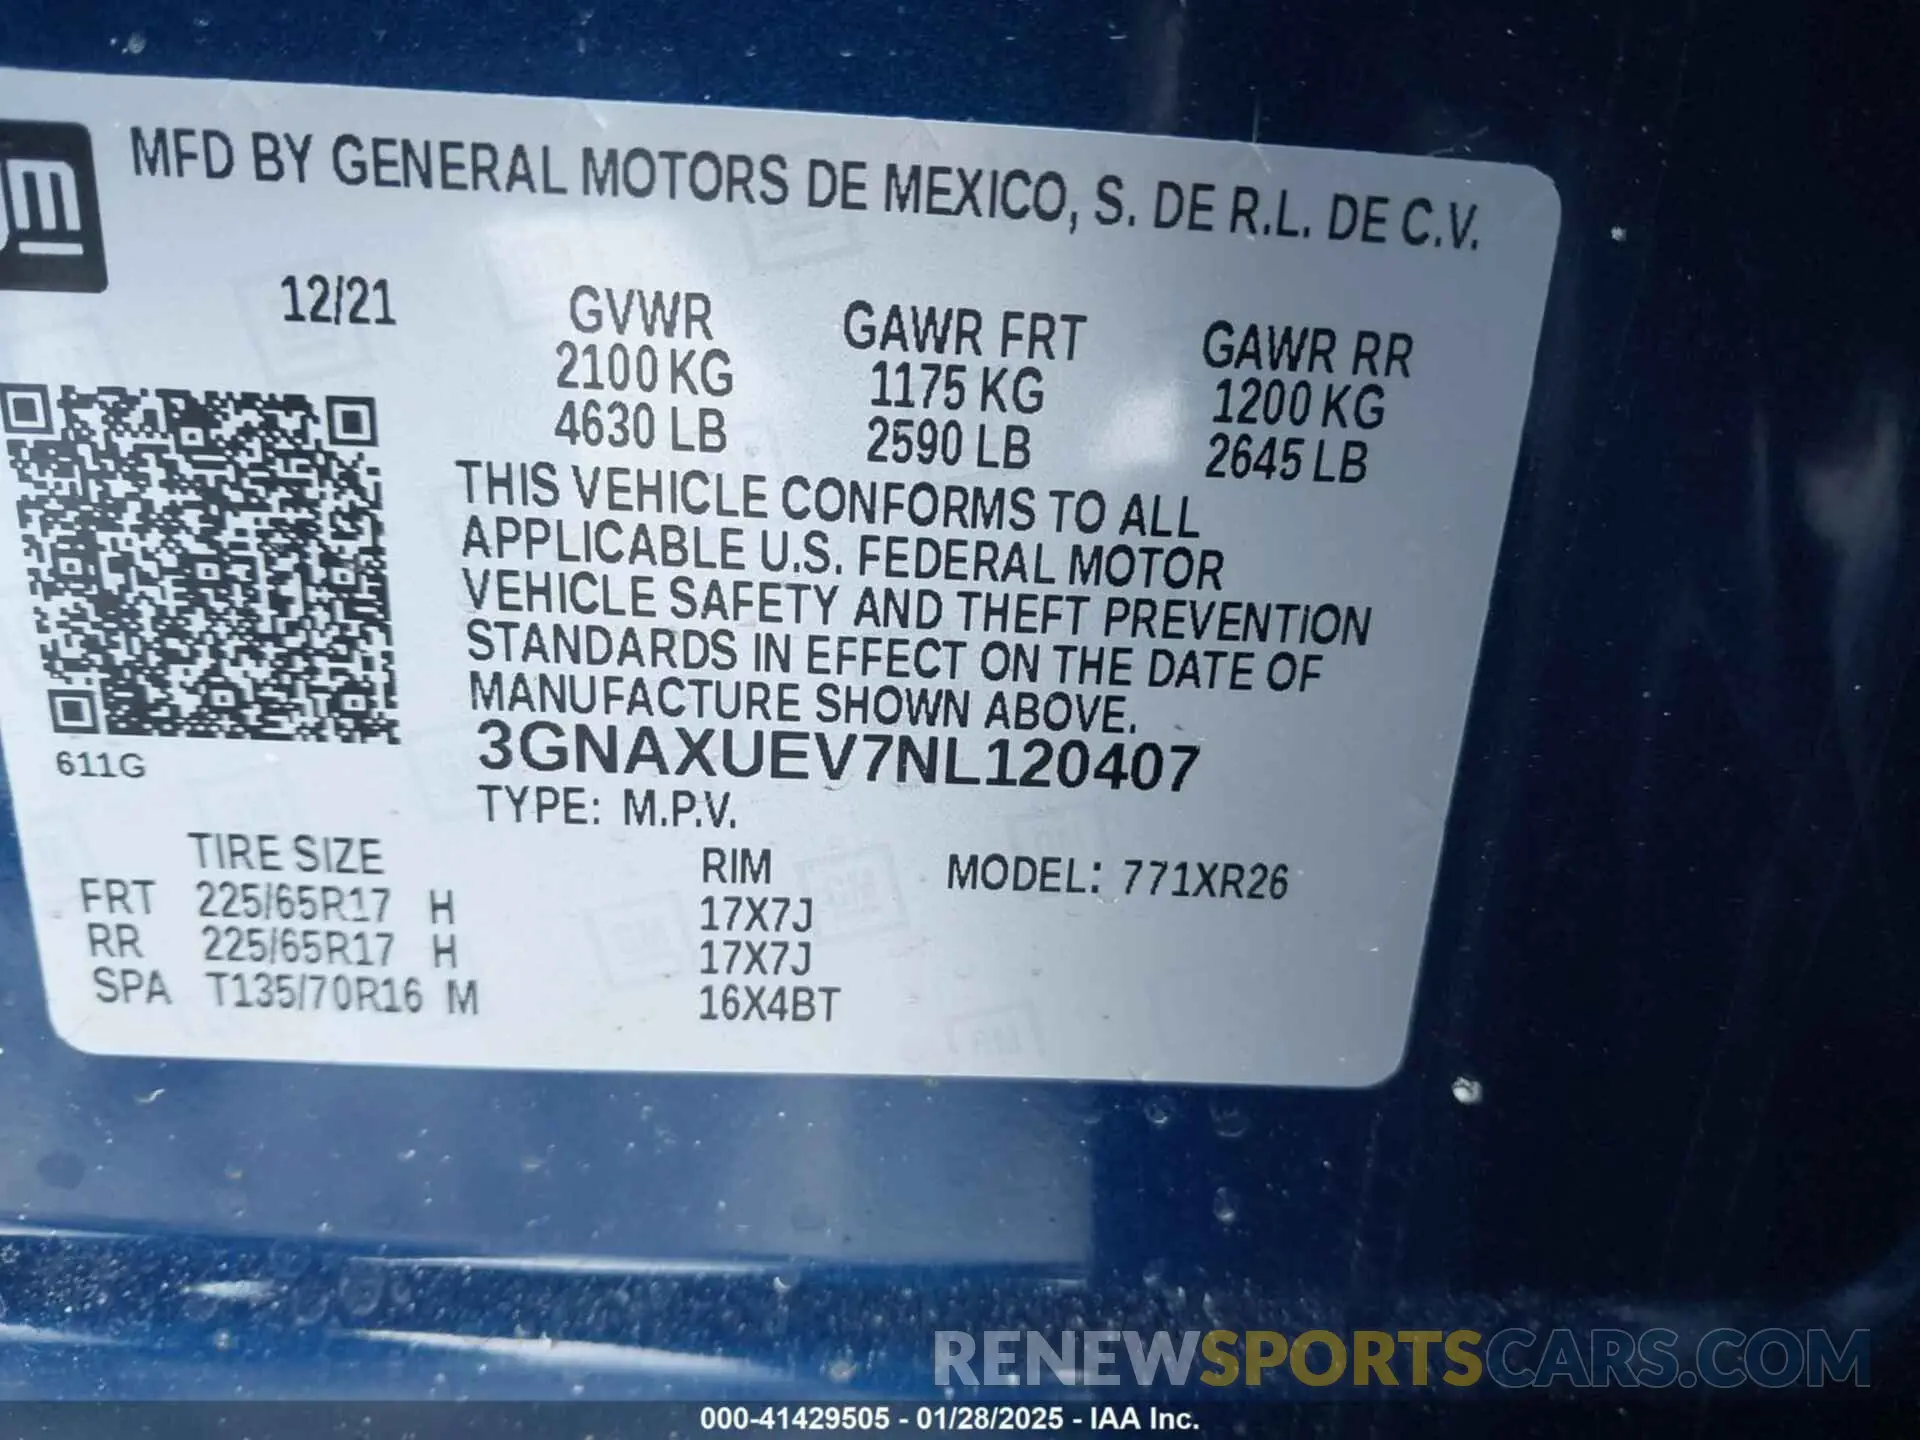 gm
MFD BY GENERAL MOTORS DE MEXICO, S. DE R.L. DE C.V.
12/21
GVWR GAWR FRT GAWR RR
2100 KG 1175 KG 1200 KG
4630 LB 2590 LB 2645 LB
THIS VEHICLE CONFORMS TO ALL
APPLICABLE U.S. FEDERAL MOTOR
VEHICLE SAFETY AND THEFT PREVENTION
STANDARDS IN EFFECT ON THE DATE OF
MANUFACTURE SHOWN ABOVE.
3GNAXUEV7NL120407
611G
TYPE: M.P.V.
TIRE SIZE RIM MODEL: 771XR26
FRT 225/65R17 H 17X7J
RR 225/65R17 H 17X7J
SPA T135/70R16 M 16X4BT
RENEWSPORTSCARS.COM
000-41429505 - 01/28/2025 - IAA Inc.